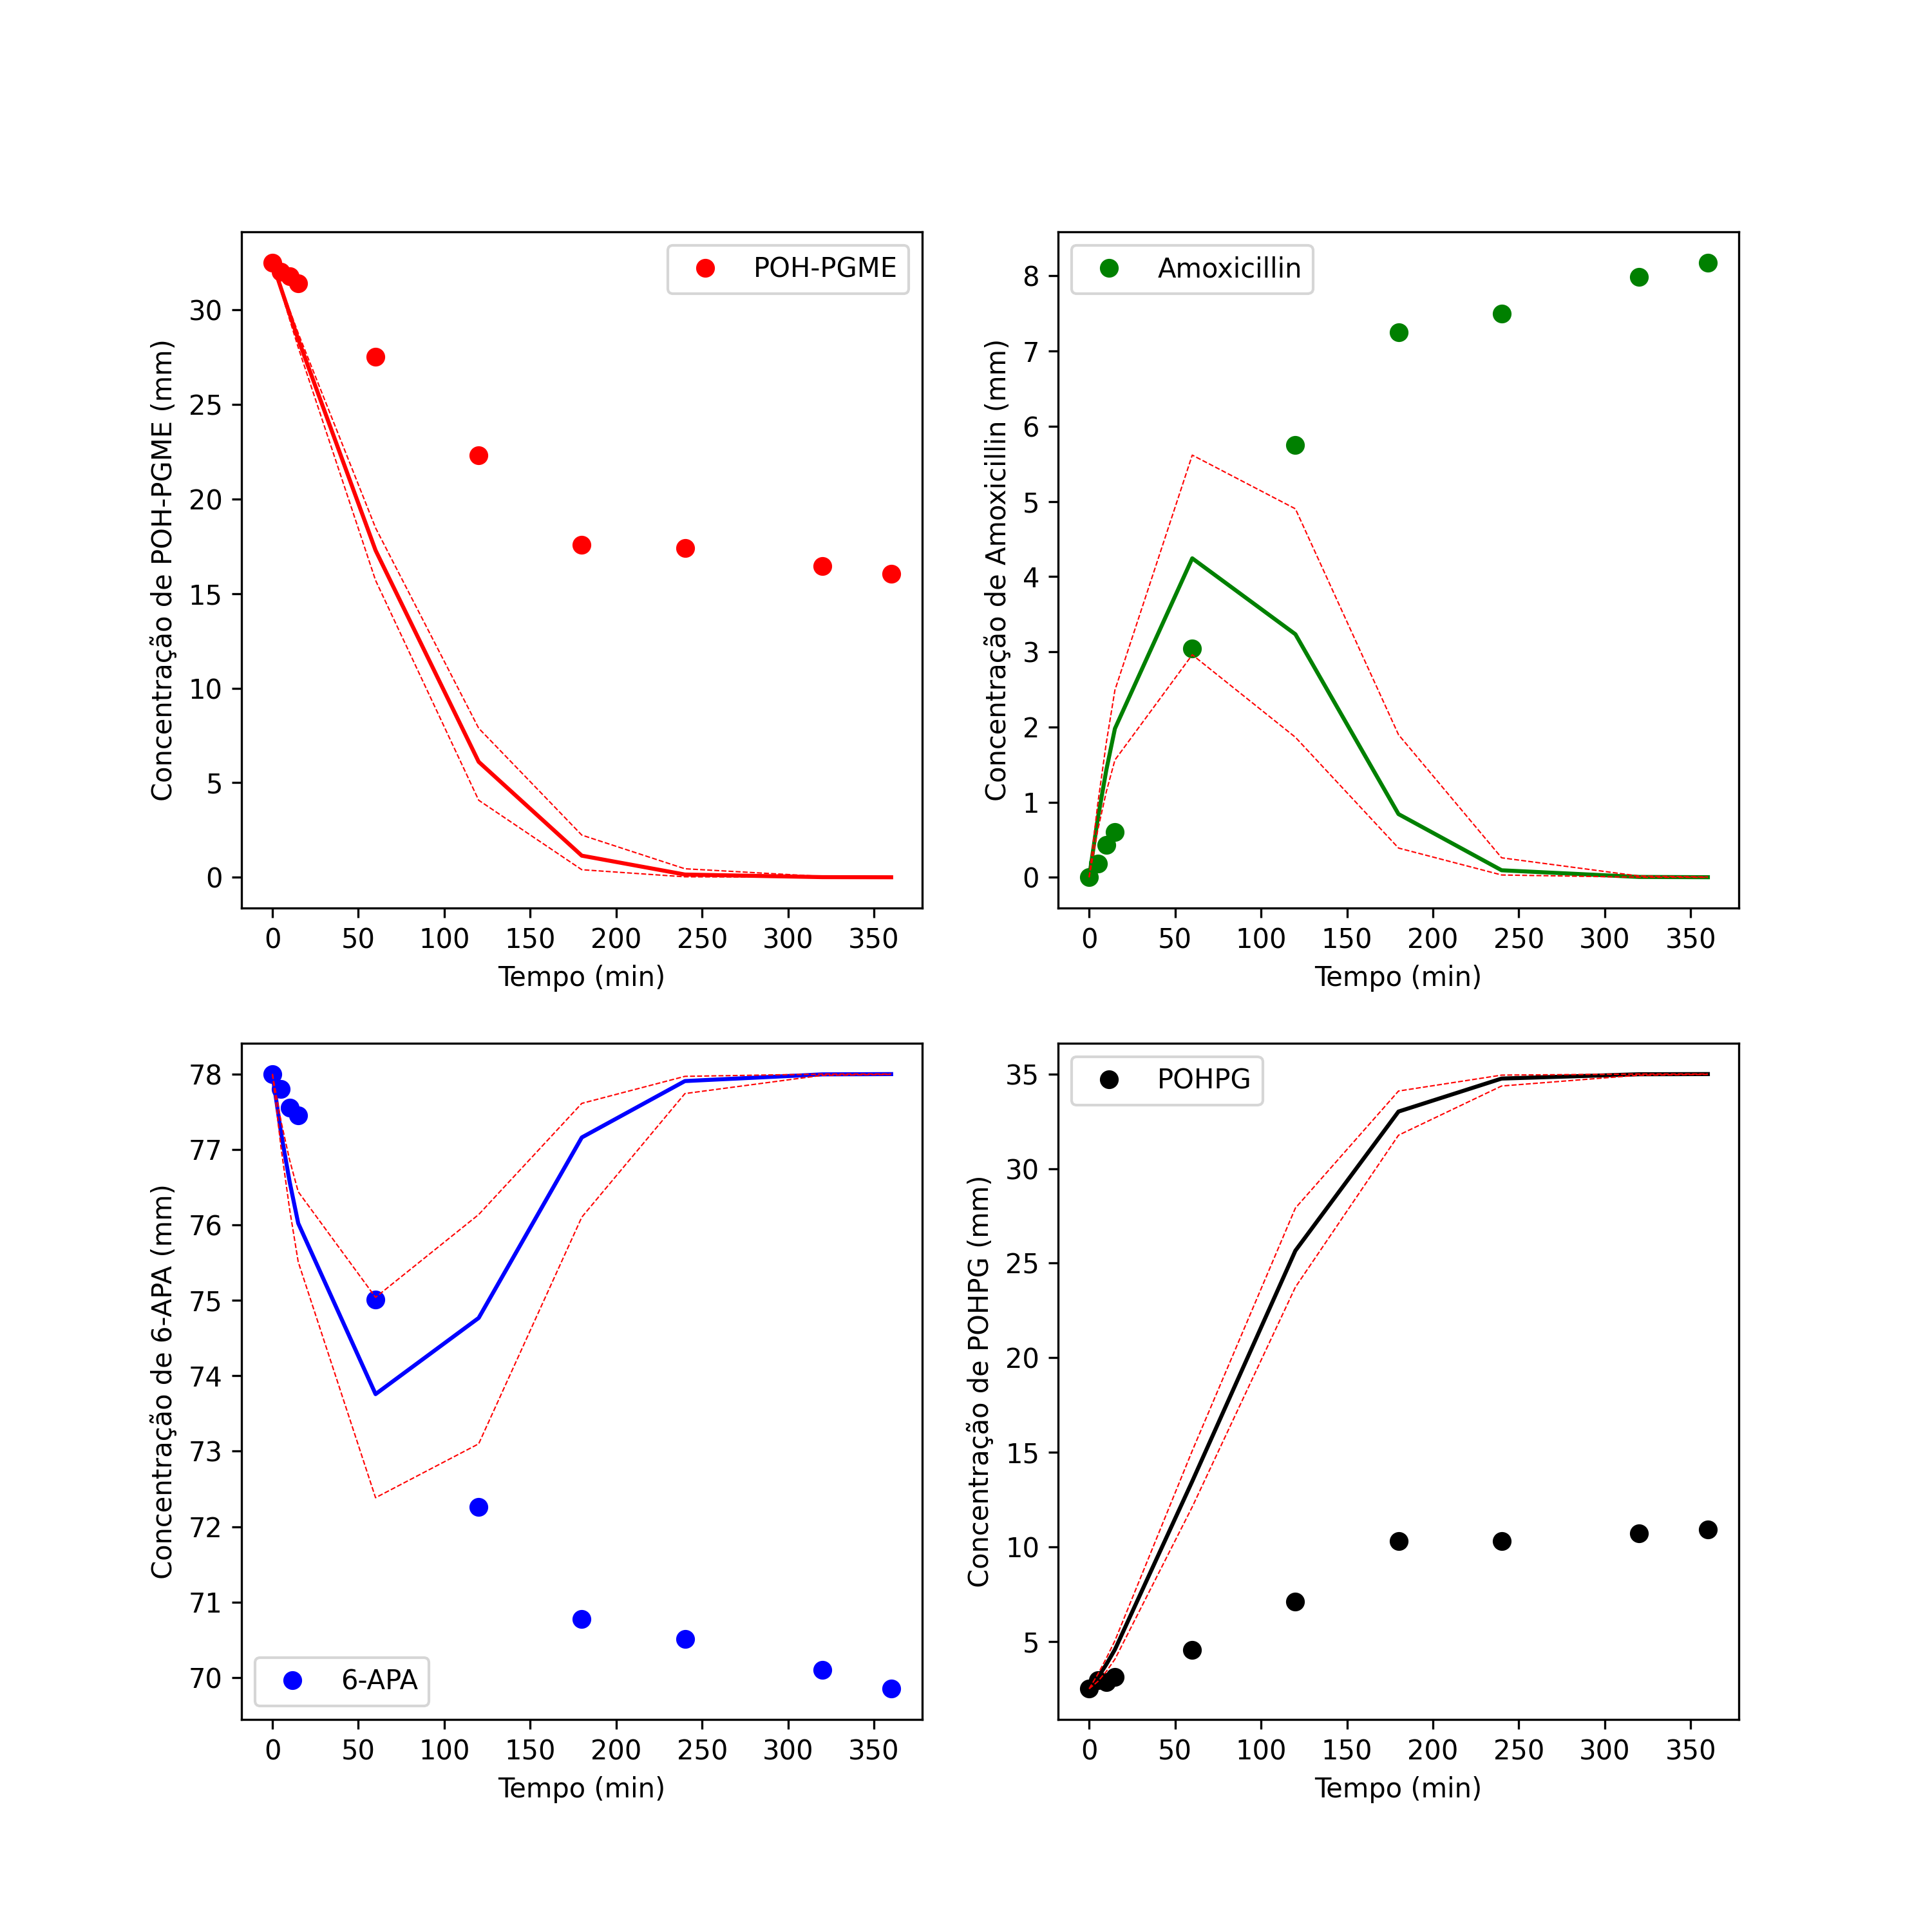 POH-PGME
Concentração de POH-PGME (mm)
30
25
20
15
10
5
0
0 50 100 150 200 250 300 350
Tempo (min)
Amoxicillin
Concentração de Amoxicillin (mm)
8
7
6
5
4
3
2
1
0
0 50 100 150 200 250 300 350
Tempo (min)
6-APA
Concentração de 6-APA (mm)
78
77
76
75
74
73
72
71
70
0 50 100 150 200 250 300 350
Tempo (min)
POHPG
Concentração de POHPG (mm)
35
30
25
20
15
10
5
0 50 100 150 200 250 300 350
Tempo (min)